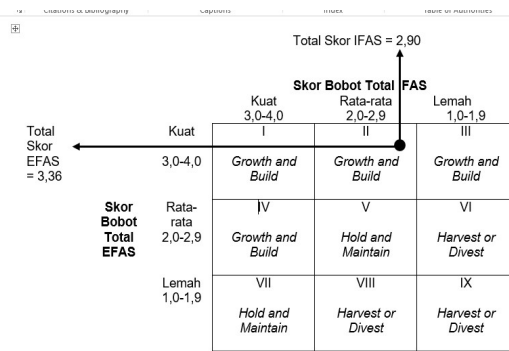 Citations & Bibliography Captions Index Table of Authorities
Total Skor IFAS = 2,90
Skor Bobot Total IFAS
Kuat Rata-rata Lemah
3,0-4,0 2,0-2,9 1,0-1,9
Total Skor EFAS = 3,36
Kuat 3,0-4,0
I
Growth and
Build
II
Growth and
Build
III
Growth and
Build
Skor
Bobot
Total
EFAS
Rata-
rata
2,0-2,9
IV
Growth and
Build
V
Hold and
Maintain
VI
Harvest or
Divest
Lemah
1,0-1,9
VII
Hold and
Maintain
VIII
Harvest or
Divest
IX
Harvest or
Divest